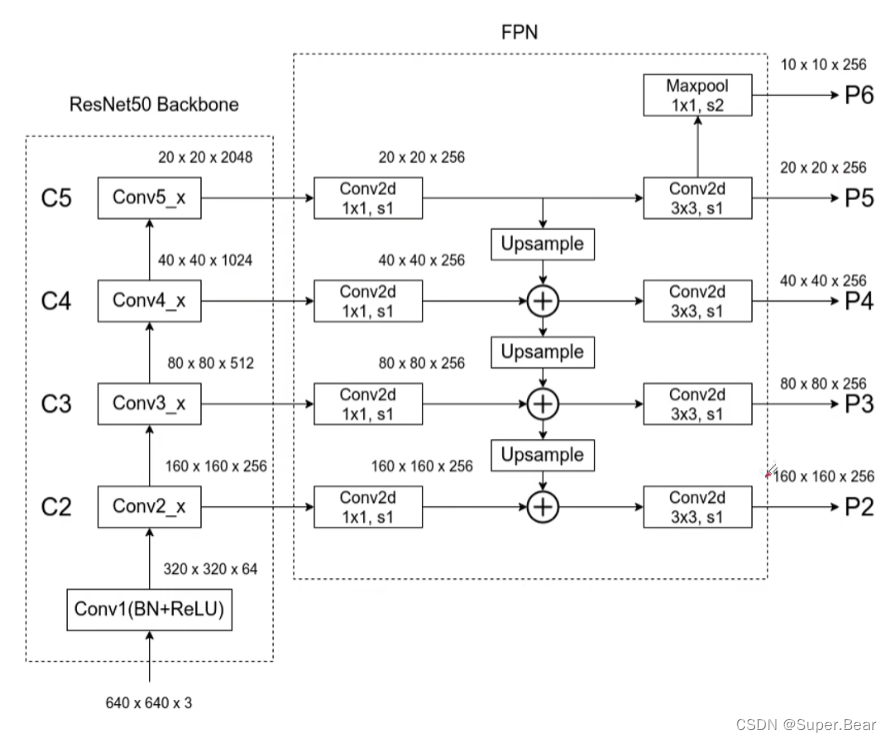 FPN
10 x 10 x 256
Maxpool
1x1, s2
P6
ResNet50 Backbone
20 x 20 x 2048
20 x 20 x 256
20 x 20 x 256
C5
Conv5_x
Conv2d
1x1, s1
Conv2d
3x3, s1
P5
Upsample
40 x 40 x 1024
40 x 40 x 256
40 x 40 x 256
C4
Conv4_x
Conv2d
1x1, s1
Conv2d
3x3, s1
P4
Upsample
80 x 80 x 512
80 x 80 x 256
80 x 80 x 256
C3
Conv3_x
Conv2d
1x1, s1
Conv2d
3x3, s1
P3
Upsample
160 x 160 x 256
160 x 160 x 256
160 x 160 x 256
C2
Conv2_x
Conv2d
1x1, s1
Conv2d
3x3, s1
P2
320 x 320 x 64
Conv1(BN+ReLU)
640 x 640 x 3
CSDN @Super.Bear